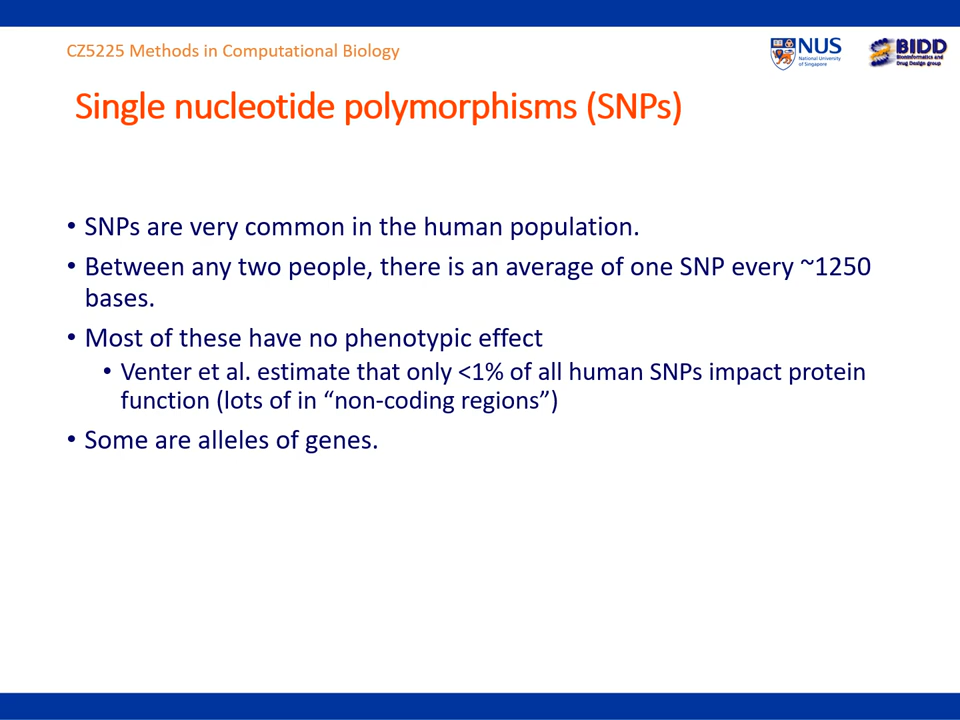 CZ5225 Methods in Computational Biology
NUS
National University
of Singapore
BIDD
Bioinformatics and
Drug Design group
Single nucleotide polymorphisms (SNPs)
• SNPs are very common in the human population.
• Between any two people, there is an average of one SNP every ~1250
bases.
• Most of these have no phenotypic effect
• Venter et al. estimate that only <1% of all human SNPs impact protein
function (lots of in “non-coding regions”)
• Some are alleles of genes.